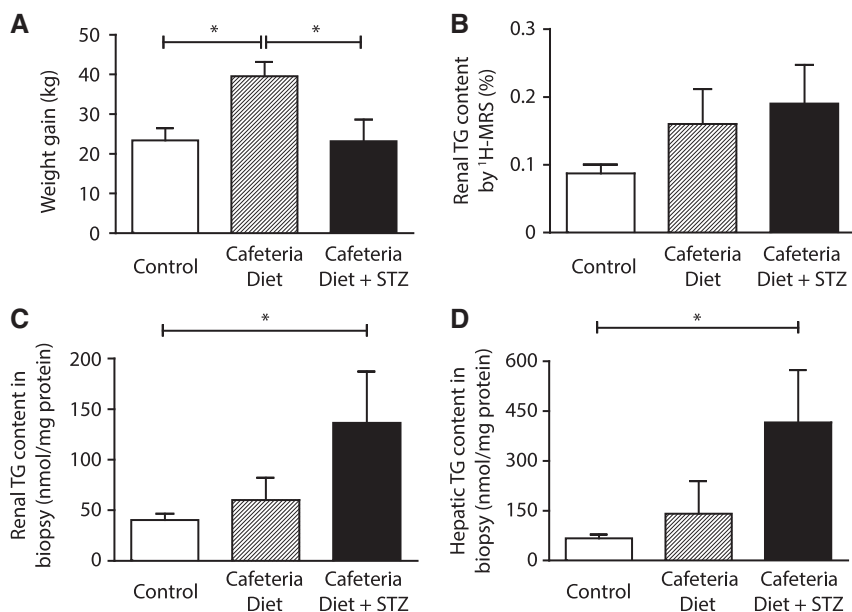 A
Weight gain (kg)
50
40
30
20
10
0
*
*
Control
Cafeteria
Diet
Cafeteria
Diet + STZ
B
Renal TG content
by ¹H-MRS (%)
0.3
0.2
0.1
0
Control
Cafeteria
Diet
Cafeteria
Diet + STZ
C
Renal TG content in
biopsy (nmol/mg protein)
200
150
100
50
0
*
Control
Cafeteria
Diet
Cafeteria
Diet + STZ
D
Hepatic TG content in
biopsy (nmol/mg protein)
600
450
300
150
0
*
Control
Cafeteria
Diet
Cafeteria
Diet + STZ